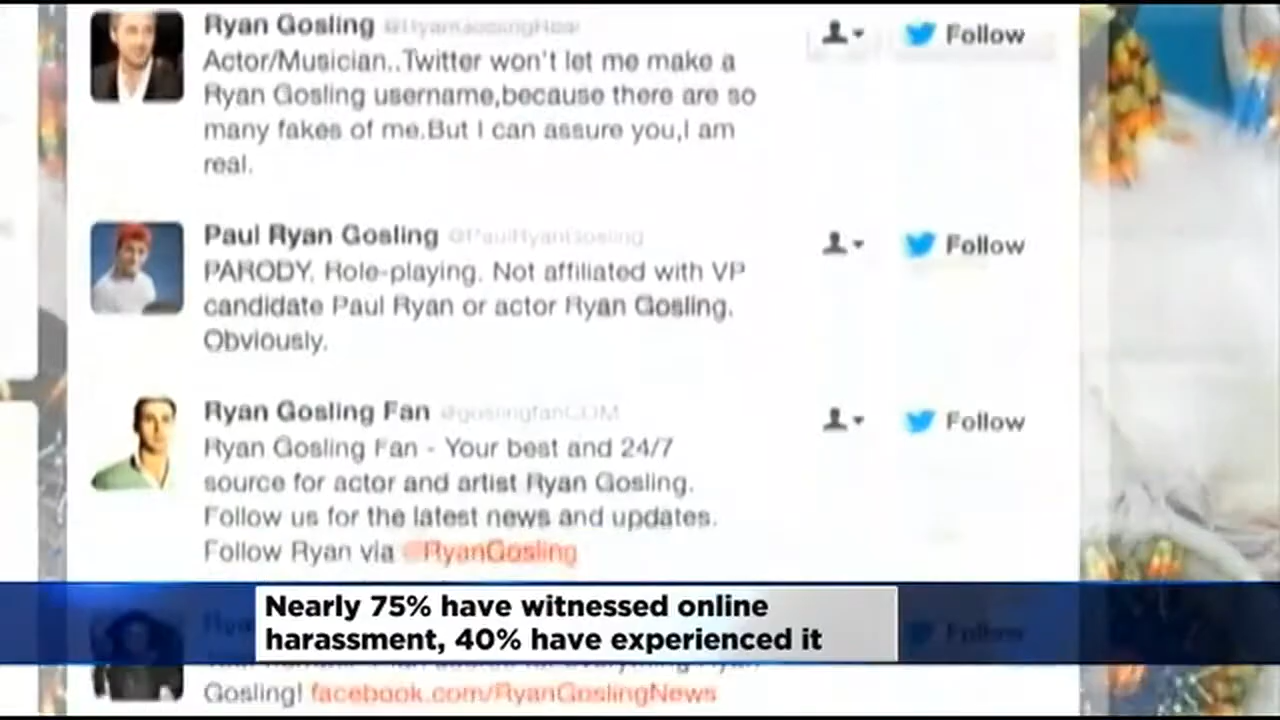 Ryan Gosling
Follow
Actor/Musician..Twitter won't let me make a
Ryan Gosling username,because there are so
many fakes of me.But I can assure you,I am
real.
Paul Ryan Gosling @PaulRyanGosling
Follow
PARODY. Role-playing. Not affiliated with VP
candidate Paul Ryan or actor Ryan Gosling.
Obviously.
Ryan Gosling Fan @goslingfanCOM
Follow
Ryan Gosling Fan - Your best and 24/7
source for actor and artist Ryan Gosling.
Follow us for the latest news and updates.
Follow Ryan via @RyanGosling
Nearly 75% have witnessed online
harassment, 40% have experienced it
Follow
Gosling! facebook.com/RyanGoslingNews